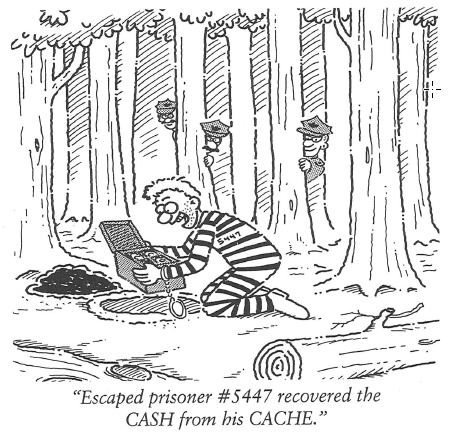 5447
"Escaped prisoner #5447 recovered the
CASH from his CACHE."